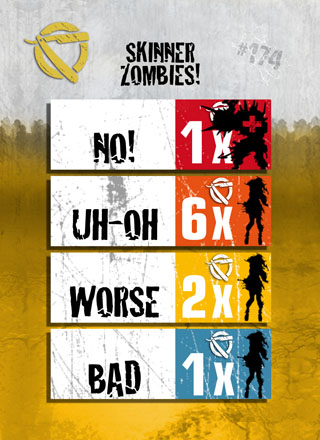 SKINNER
ZOMBIES!
#174
NO!
1X
UH-OH
6X
WORSE
2X
BAD
1X